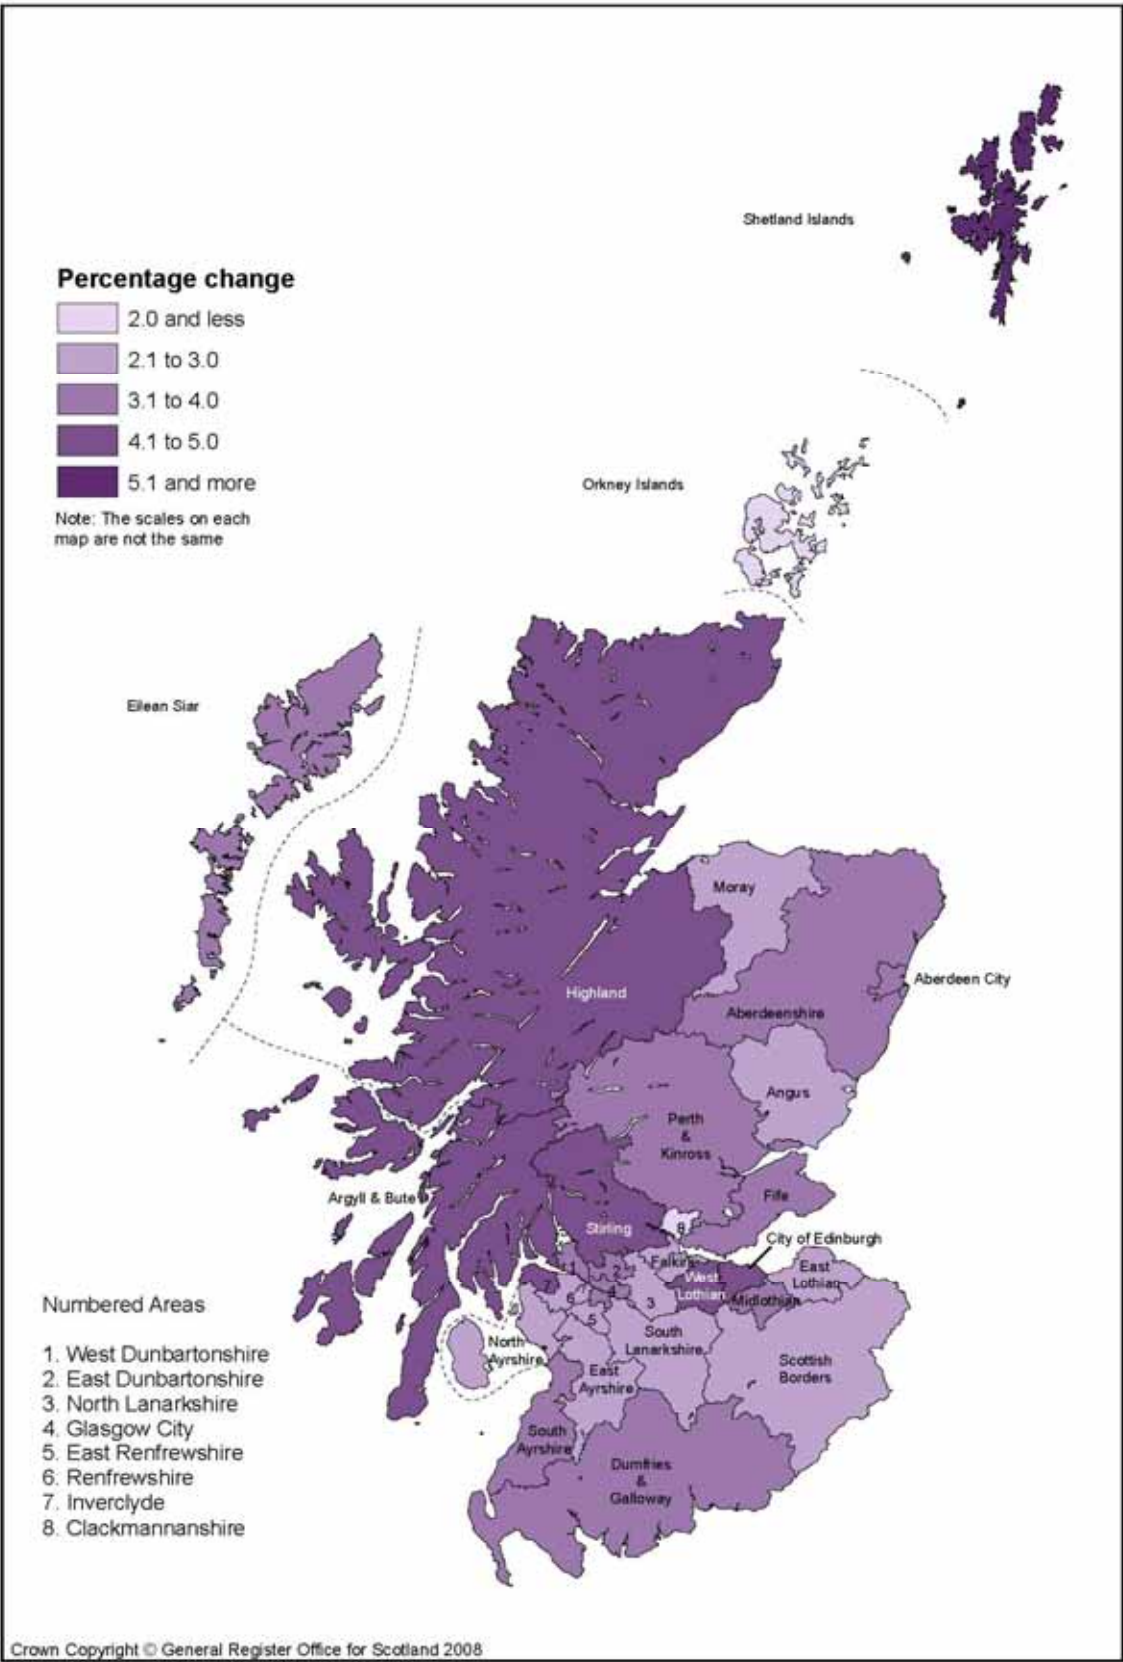 Shetland Islands
Percentage change
2.0 and less
2.1 to 3.0
3.1 to 4.0
4.1 to 5.0
5.1 and more
Note: The scales on each
map are not the same
Orkney Islands
Eilean Siar
Moray
Aberdeen City
Highland
Aberdeenshire
Angus
Perth
&
Kinross
Argyll & Bute
Fife
Stirling
8
City of Edinburgh
1
2
Falkirk
East
Lothian
West
Lothian
7
6
4
3
Midlothian
5
Numbered Areas
North
Ayrshire
South
Lanarkshire
Scottish
Borders
East
Ayrshire
1. West Dunbartonshire
2. East Dunbartonshire
3. North Lanarkshire
4. Glasgow City
5. East Renfrewshire
6. Renfrewshire
7. Inverclyde
8. Clackmannanshire
South
Ayrshire
Dumfries
&
Galloway
Crown Copyright © General Register Office for Scotland 2008